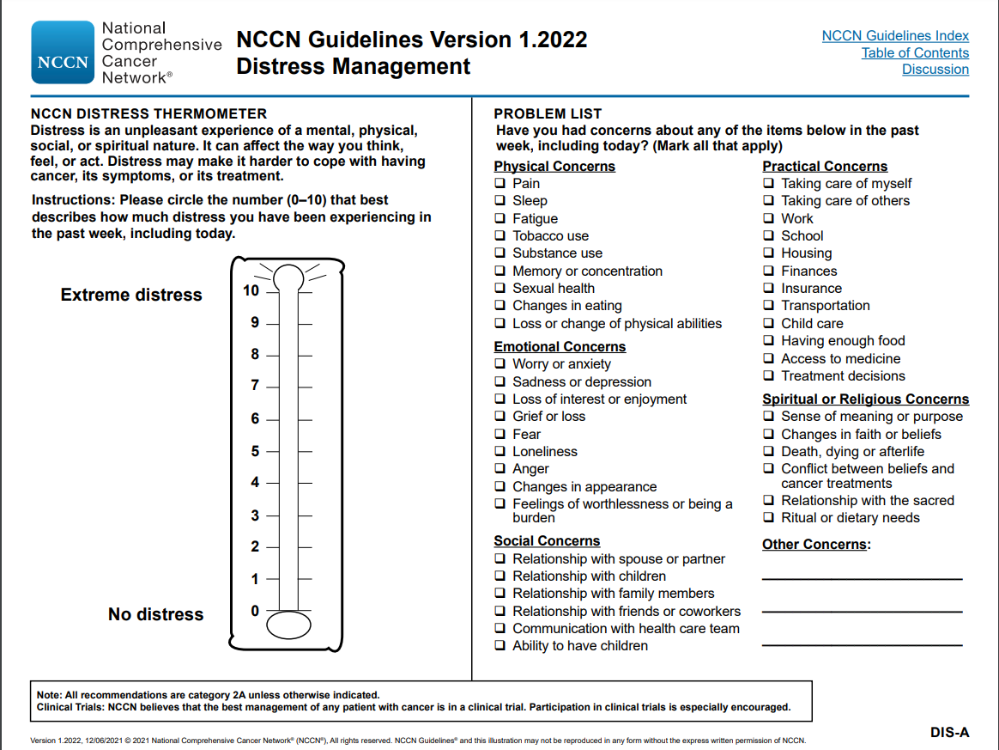 NCCN
National
Comprehensive
Cancer
Network®
NCCN Guidelines Version 1.2022
Distress Management
NCCN Guidelines Index
Table of Contents
Discussion
NCCN DISTRESS THERMOMETER
Distress is an unpleasant experience of a mental, physical,
social, or spiritual nature. It can affect the way you think,
feel, or act. Distress may make it harder to cope with having
cancer, its symptoms, or its treatment.
Instructions: Please circle the number (0–10) that best
describes how much distress you have been experiencing in
the past week, including today.
Extreme distress
10
9
8
7
6
5
4
3
2
1
0
No distress
PROBLEM LIST
Have you had concerns about any of the items below in the past
week, including today? (Mark all that apply)
Physical Concerns
❑ Pain
❑ Sleep
❑ Fatigue
❑ Tobacco use
❑ Substance use
❑ Memory or concentration
❑ Sexual health
❑ Changes in eating
❑ Loss or change of physical abilities
Emotional Concerns
❑ Worry or anxiety
❑ Sadness or depression
❑ Loss of interest or enjoyment
❑ Grief or loss
❑ Fear
❑ Loneliness
❑ Anger
❑ Changes in appearance
❑ Feelings of worthlessness or being a
burden
Social Concerns
❑ Relationship with spouse or partner
❑ Relationship with children
❑ Relationship with family members
❑ Relationship with friends or coworkers
❑ Communication with health care team
❑ Ability to have children
Practical Concerns
❑ Taking care of myself
❑ Taking care of others
❑ Work
❑ School
❑ Housing
❑ Finances
❑ Insurance
❑ Transportation
❑ Child care
❑ Having enough food
❑ Access to medicine
❑ Treatment decisions
Spiritual or Religious Concerns
❑ Sense of meaning or purpose
❑ Changes in faith or beliefs
❑ Death, dying or afterlife
❑ Conflict between beliefs and
cancer treatments
❑ Relationship with the sacred
❑ Ritual or dietary needs
Other Concerns:
Note: All recommendations are category 2A unless otherwise indicated.
Clinical Trials: NCCN believes that the best management of any patient with cancer is in a clinical trial. Participation in clinical trials is especially encouraged.
DIS-A
Version 1.2022, 12/06/2021 © 2021 National Comprehensive Cancer Network® (NCCN®), All rights reserved. NCCN Guidelines® and this illustration may not be reproduced in any form without the express written permission of NCCN.